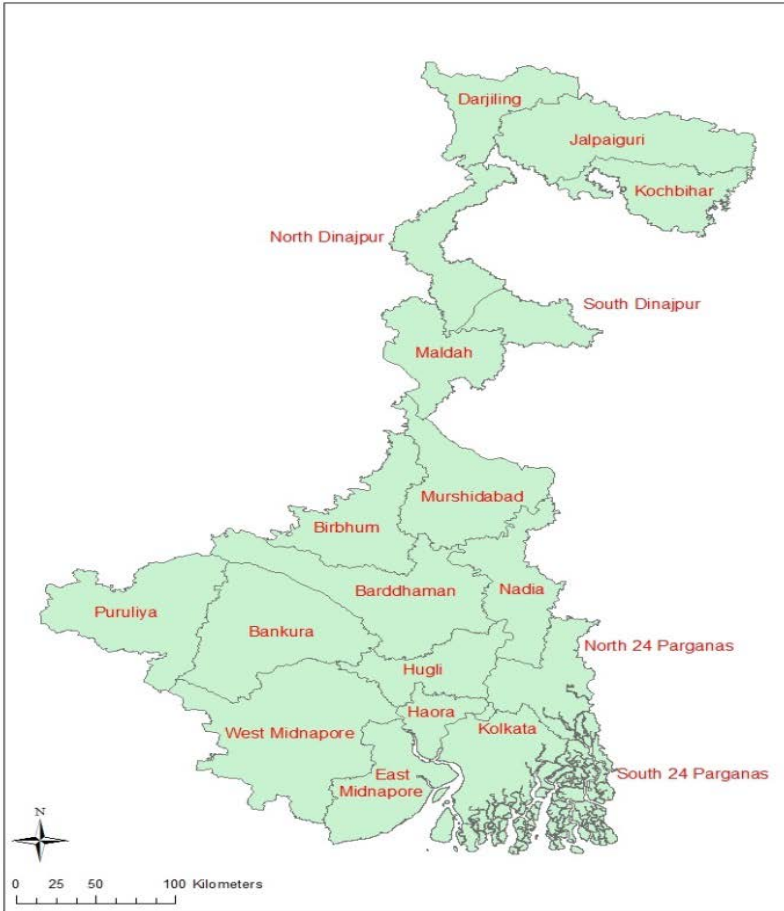 Darjiling
Jalpaiguri
Kochbihar
North Dinajpur
South Dinajpur
Maldah
Murshidabad
Birbhum
Barddhaman
Nadia
Puruliya
Bankura
North 24 Parganas
Hugli
Haora
Kolkata
West Midnapore
East
Midnapore
South 24 Parganas
N
0 25 50 100 Kilometers